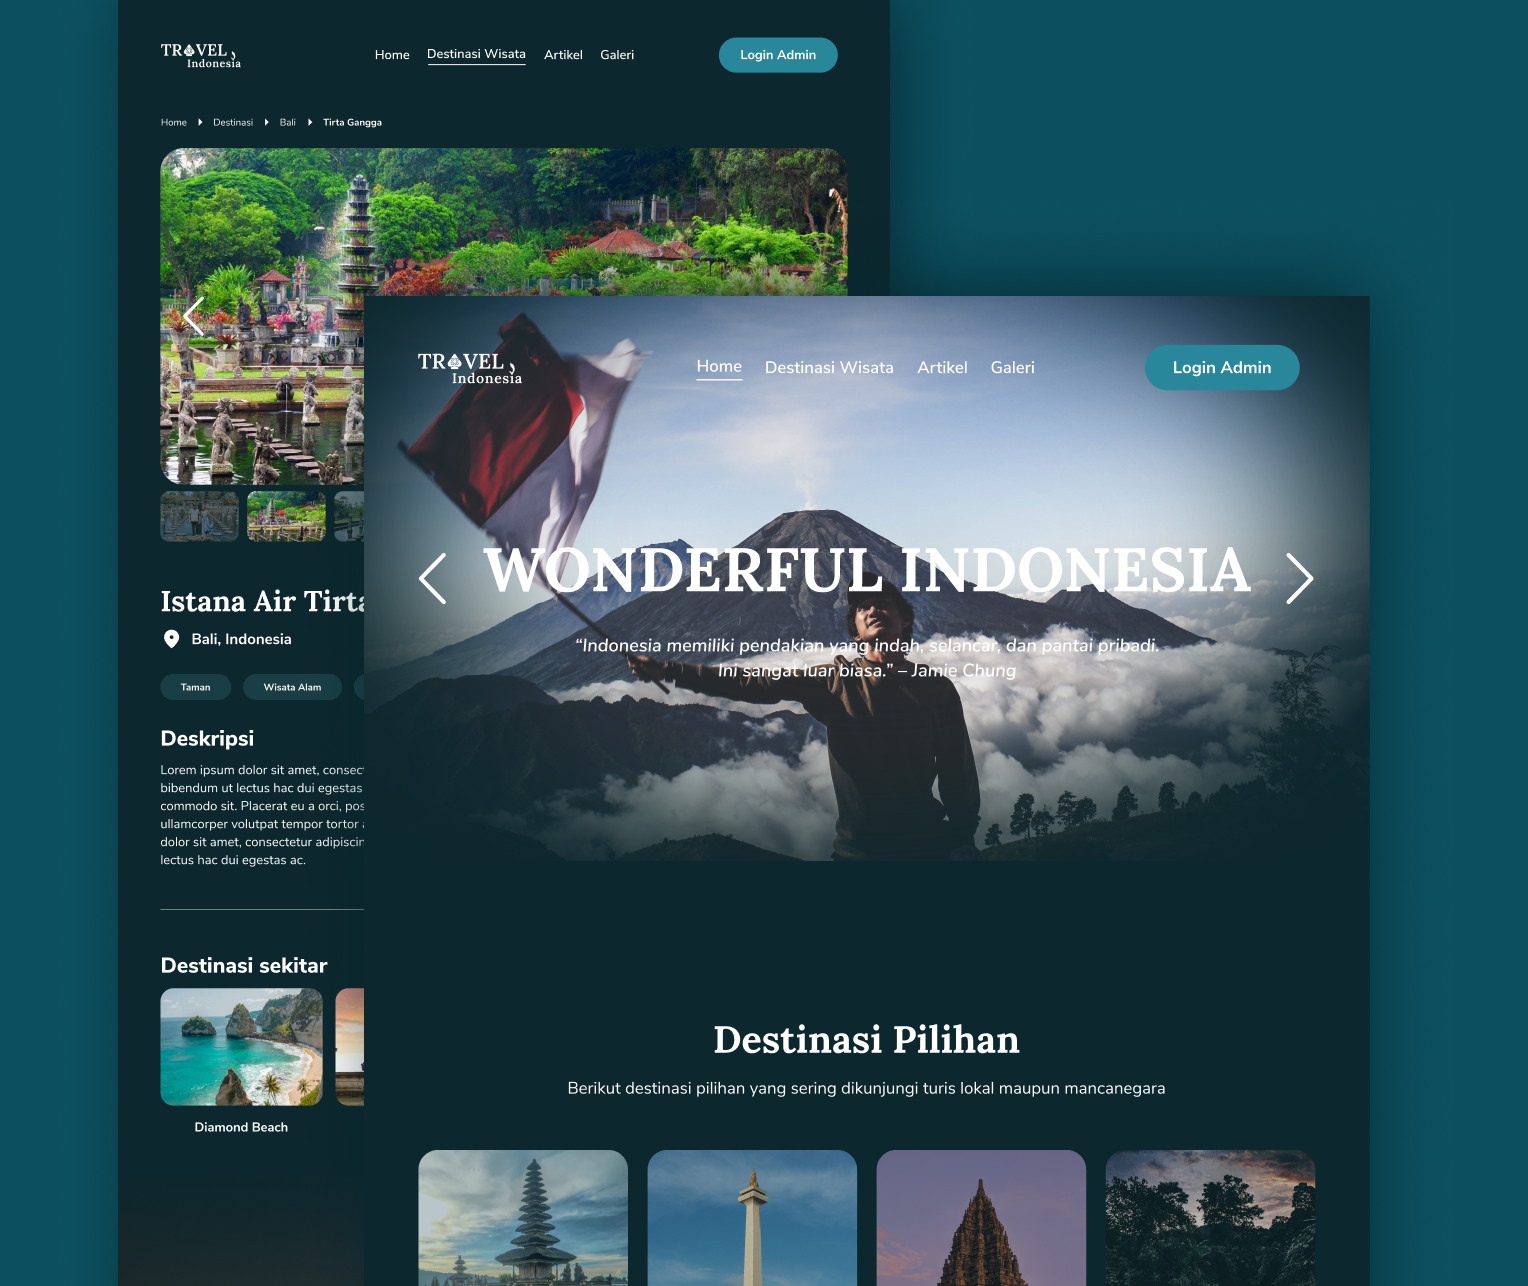 TRAVEL
Indonesia
Home
Destinasi Wisata
Artikel
Galeri
Login Admin
Home
Destinasi
Bali
Tirta Gangga
Istana Air Tirta
Bali, Indonesia
Taman
Wisata Alam
Deskripsi
Lorem ipsum dolor sit amet,
bibendum ut lectus hac dui egestas
commodo sit. Placerat eu a orci,
ullamcorper volutpat tempor tortor
dolor sit amet, consectetur
lectus hac dui egestas ac.
Destinasi sekitar
Diamond Beach
TRAVEL
Indonesia
Home
Destinasi Wisata
Artikel
Galeri
Login Admin
WONDERFUL INDONESIA
“Indonesia memiliki pendakian yang indah, selancar, dan pantai pribadi.
Ini sangat luar biasa.” – Jamie Chung
Destinasi Pilihan
Berikut destinasi pilihan yang sering dikunjungi turis lokal maupun mancanegara